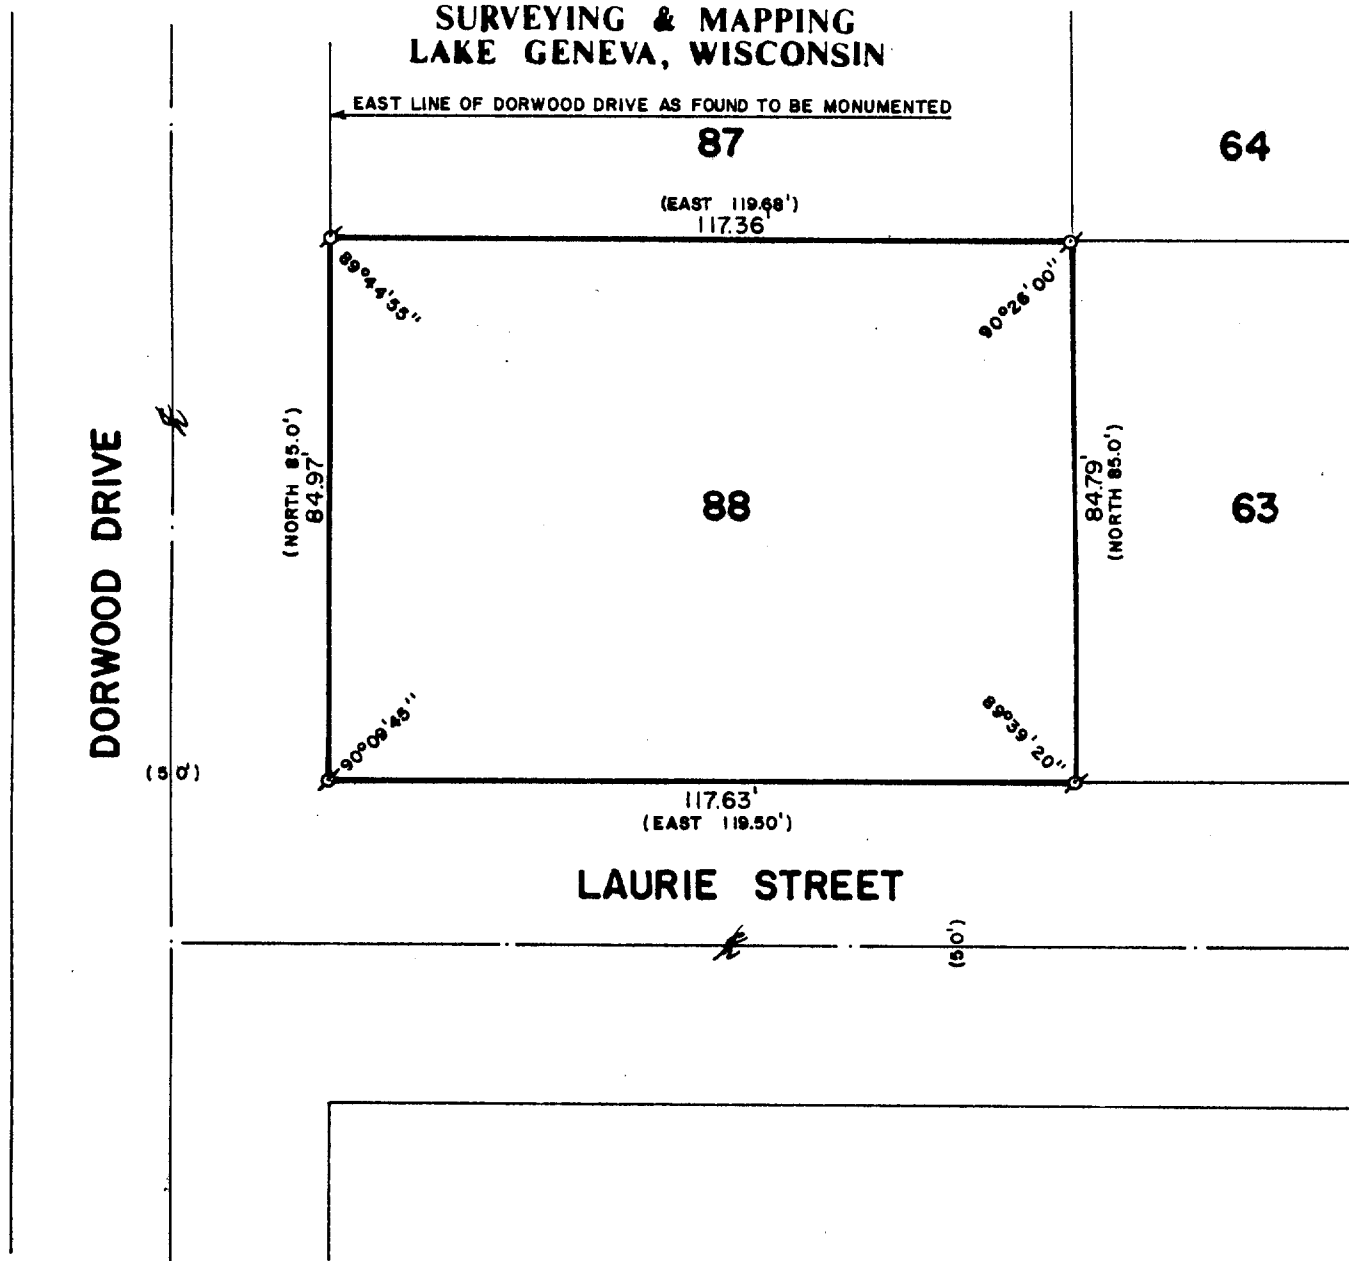 SURVEYING & MAPPING
LAKE GENEVA, WISCONSIN
EAST LINE OF DORWOOD DRIVE AS FOUND TO BE MONUMENTED
87
64
(EAST 119.68')
117.36'
89°44'55"
90°26'00"
DORWOOD DRIVE
(NORTH 85.0')
84.97'
88
84.79'
(NORTH 85.0')
63
90°09'45"
89°39'20"
(50')
117.63'
(EAST 119.50')
LAURIE STREET
(50')